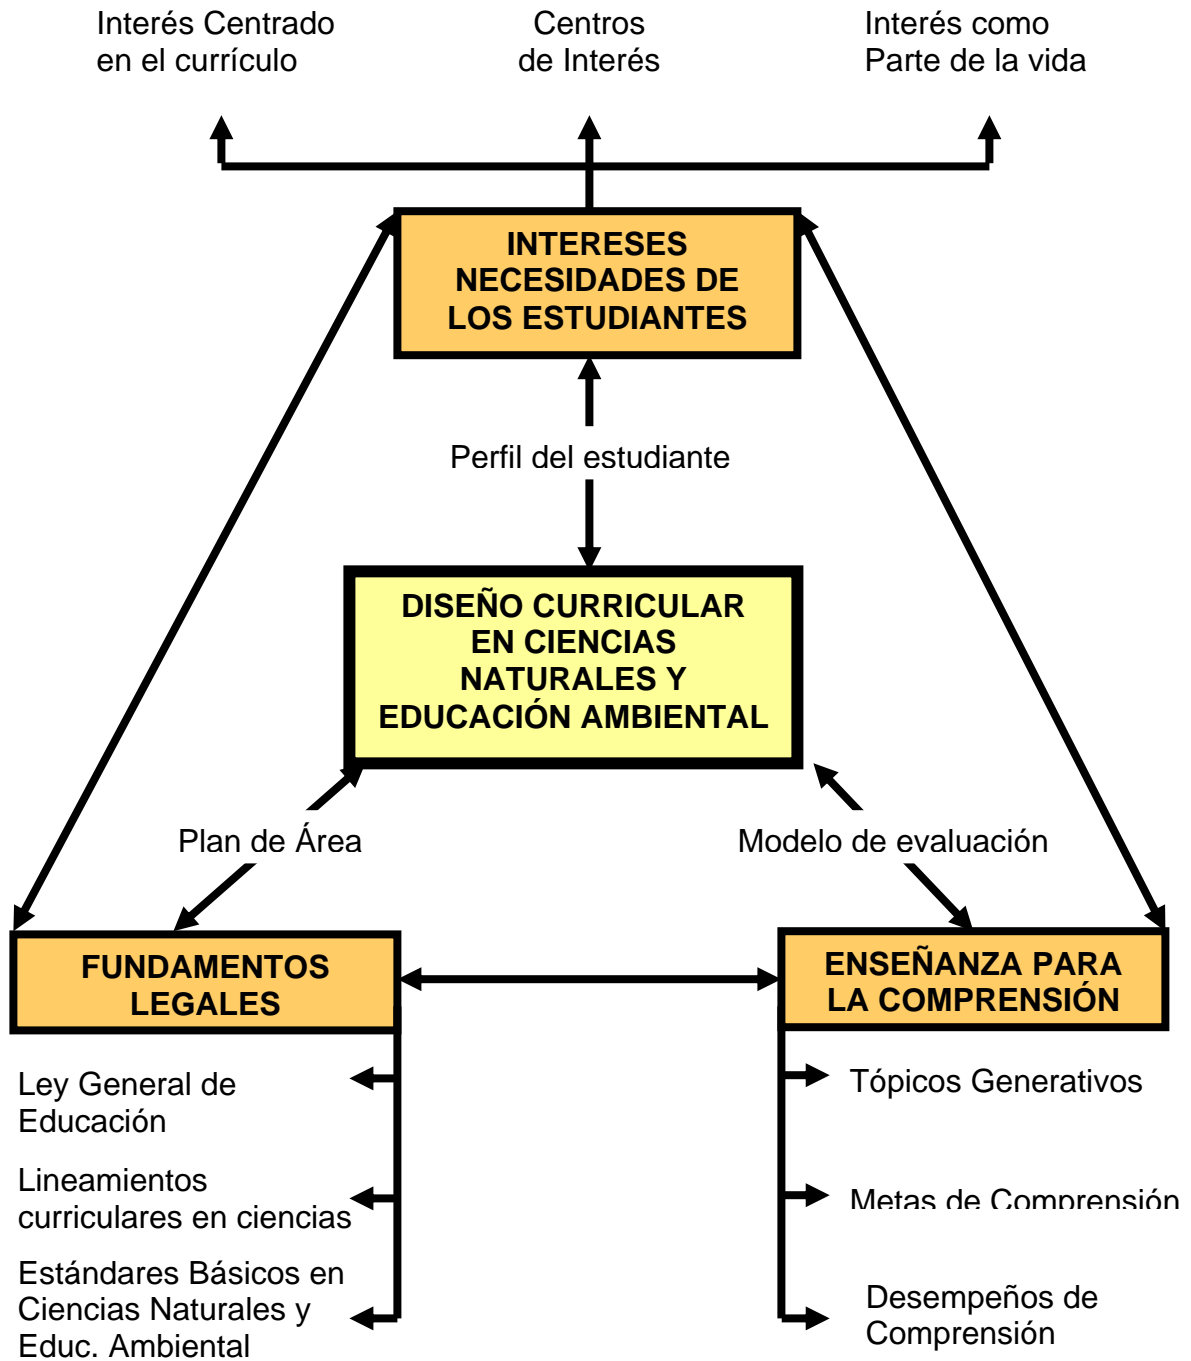 Interés Centrado
en el currículo
Centros
de Interés
Interés como
Parte de la vida
INTERESES
NECESIDADES DE
LOS ESTUDIANTES
Perfil del estudiante
DISEÑO CURRICULAR
EN CIENCIAS
NATURALES Y
EDUCACIÓN AMBIENTAL
Plan de Área
Modelo de evaluación
FUNDAMENTOS
LEGALES
ENSEÑANZA PARA
LA COMPRENSIÓN
Ley General de
Educación
Lineamientos
curriculares en ciencias
Estándares Básicos en
Ciencias Naturales y
Educ. Ambiental
Tópicos Generativos
Metas de Comprensión
Desempeños de
Comprensión